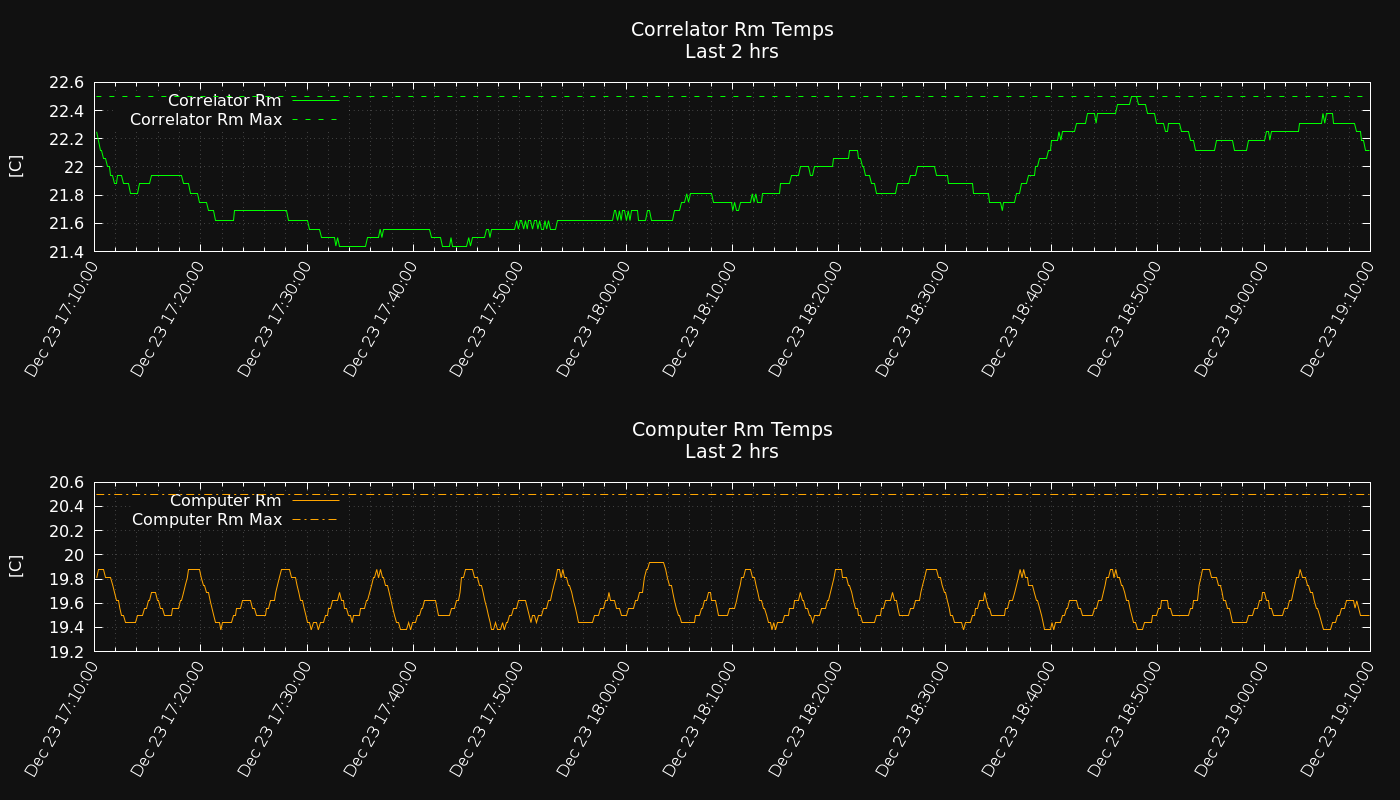 Correlator Rm Temps
Last 2 hrs
22.6
22.4
22.2
22
21.8
21.6
21.4
[C]
Correlator Rm
Correlator Rm Max
Dec 23 17:10:00
Dec 23 17:20:00
Dec 23 17:30:00
Dec 23 17:40:00
Dec 23 17:50:00
Dec 23 18:00:00
Dec 23 18:10:00
Dec 23 18:20:00
Dec 23 18:30:00
Dec 23 18:40:00
Dec 23 18:50:00
Dec 23 19:00:00
Dec 23 19:10:00
Computer Rm Temps
Last 2 hrs
20.6
20.4
20.2
20
19.8
19.6
19.4
19.2
[C]
Computer Rm
Computer Rm Max
Dec 23 17:10:00
Dec 23 17:20:00
Dec 23 17:30:00
Dec 23 17:40:00
Dec 23 17:50:00
Dec 23 18:00:00
Dec 23 18:10:00
Dec 23 18:20:00
Dec 23 18:30:00
Dec 23 18:40:00
Dec 23 18:50:00
Dec 23 19:00:00
Dec 23 19:10:00